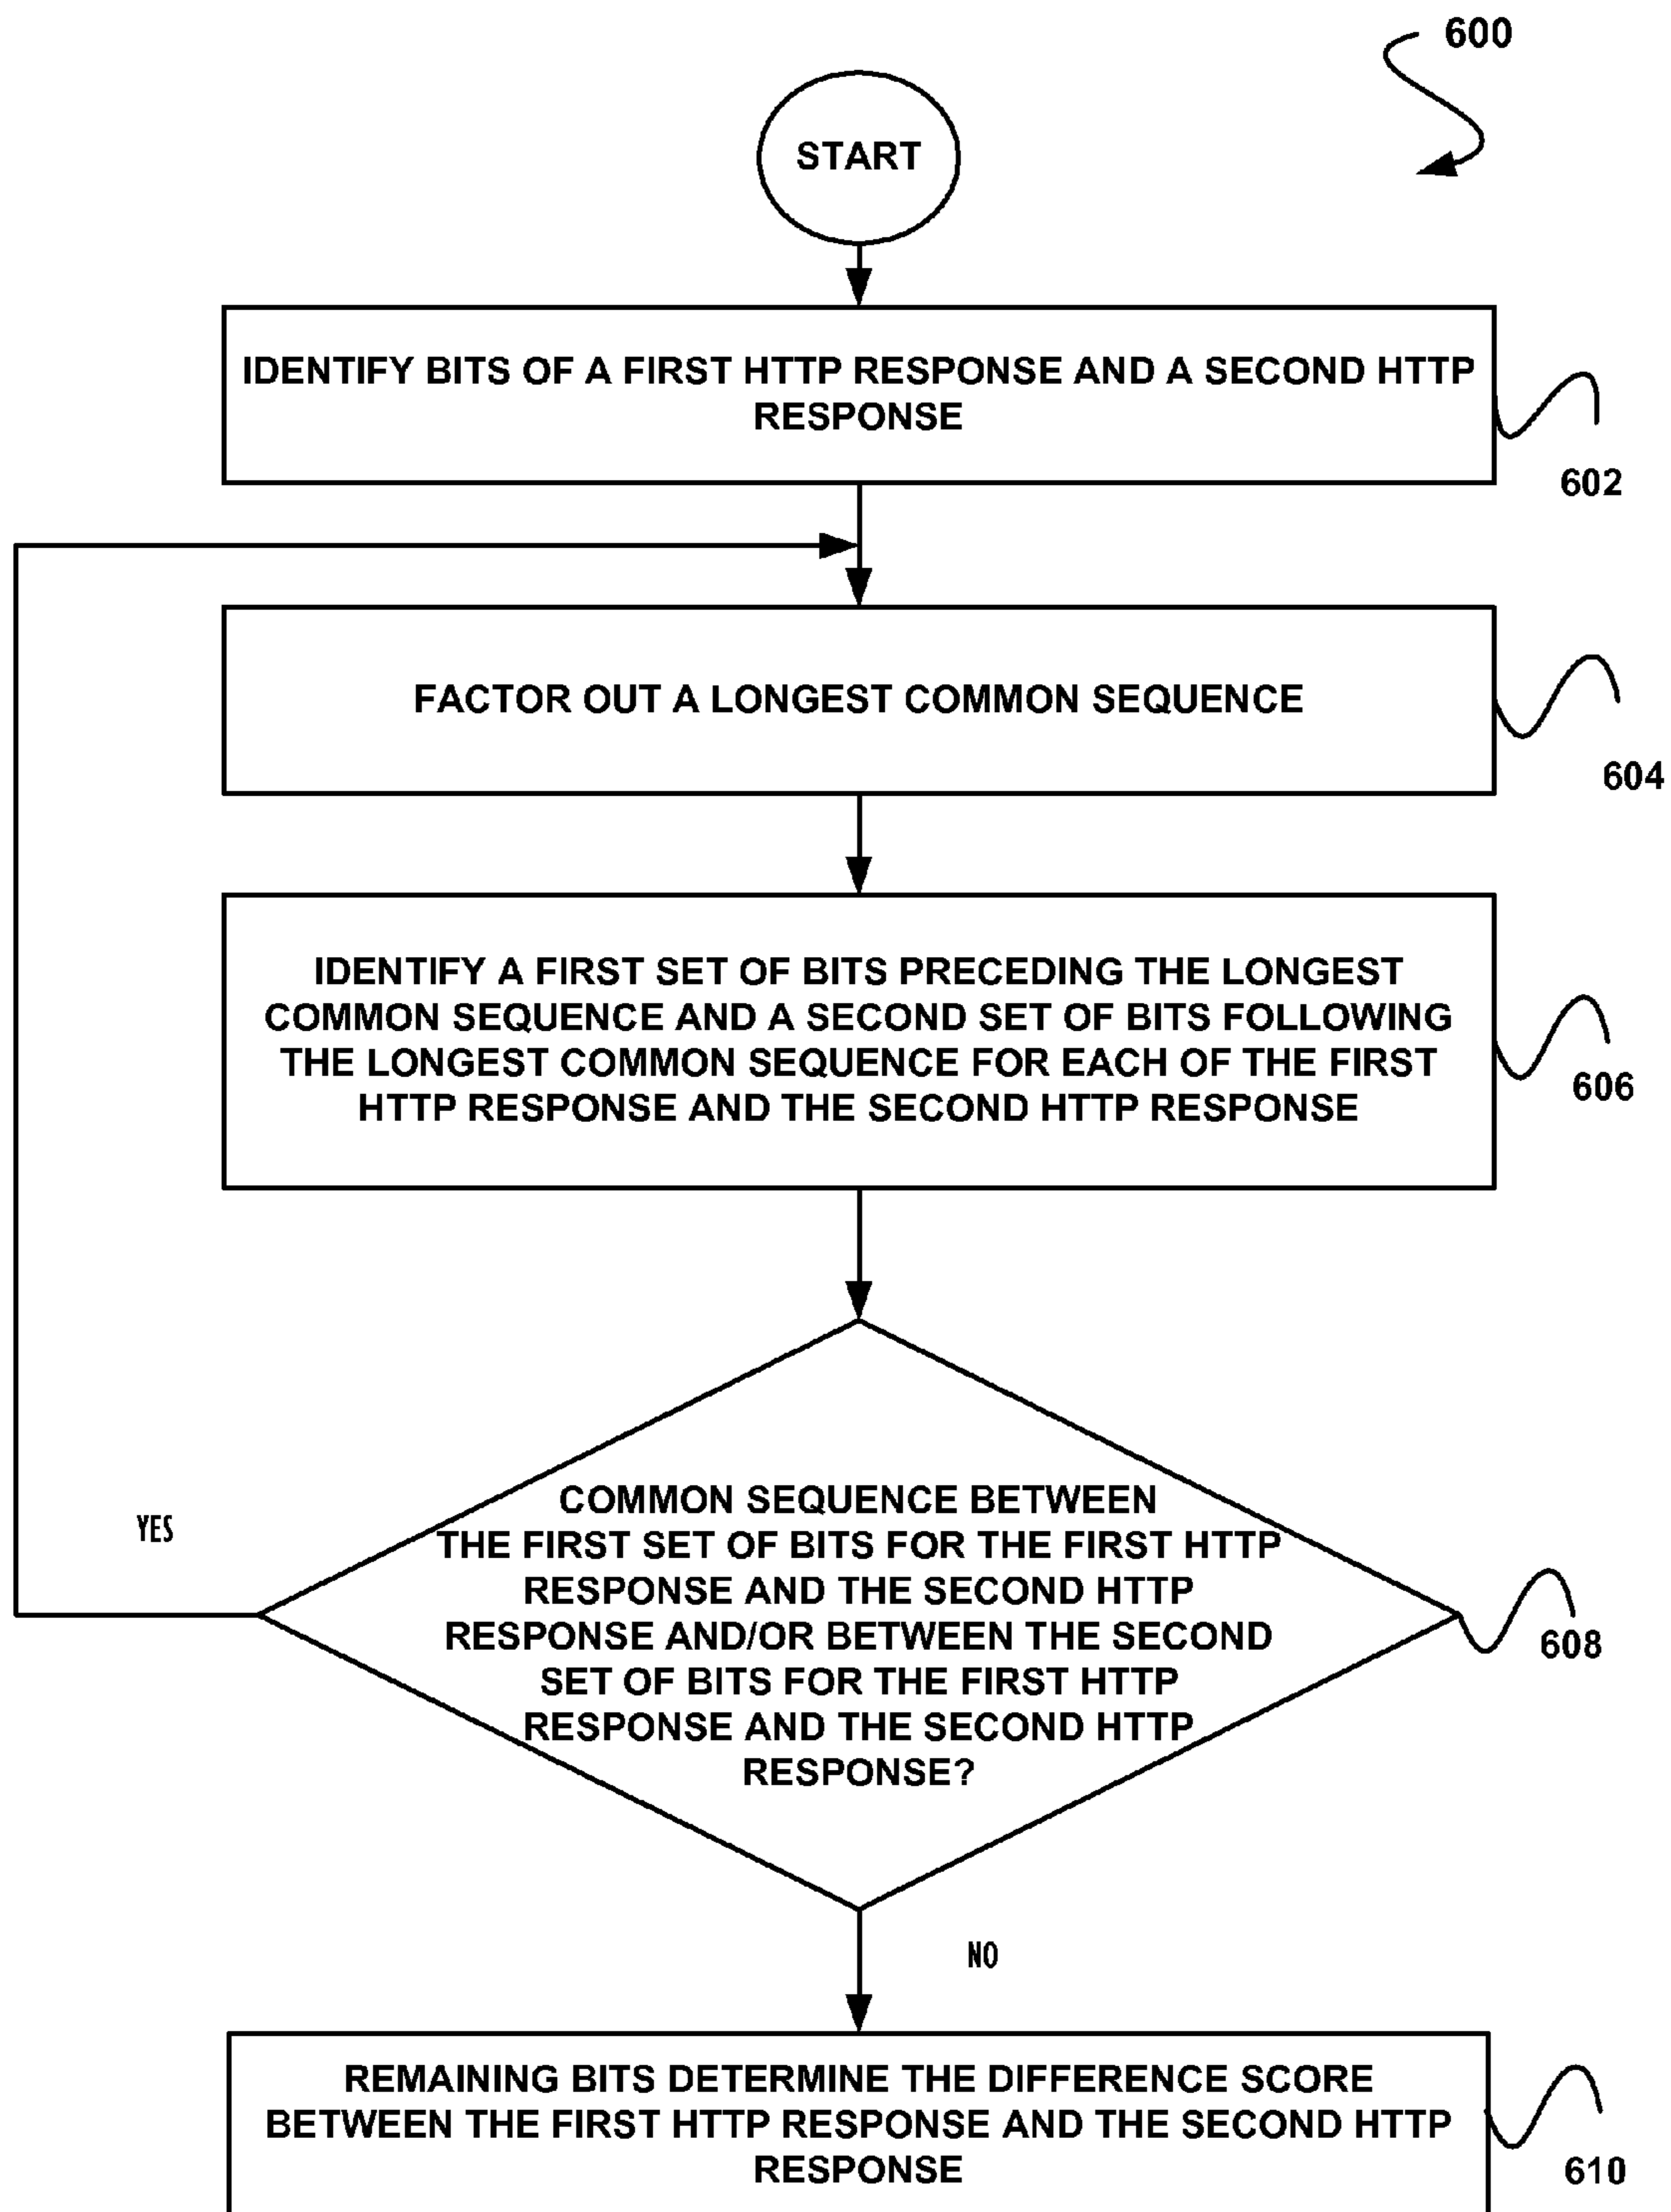 600
START
IDENTIFY BITS OF A FIRST HTTP RESPONSE AND A SECOND HTTP
RESPONSE
602
FACTOR OUT A LONGEST COMMON SEQUENCE
604
IDENTIFY A FIRST SET OF BITS PRECEDING THE LONGEST
COMMON SEQUENCE AND A SECOND SET OF BITS FOLLOWING
THE LONGEST COMMON SEQUENCE FOR EACH OF THE FIRST
HTTP RESPONSE AND THE SECOND HTTP RESPONSE
606
COMMON SEQUENCE BETWEEN
THE FIRST SET OF BITS FOR THE FIRST HTTP
RESPONSE AND THE SECOND HTTP
RESPONSE AND/OR BETWEEN THE SECOND
SET OF BITS FOR THE FIRST HTTP
RESPONSE AND THE SECOND HTTP
RESPONSE?
YES
608
NO
REMAINING BITS DETERMINE THE DIFFERENCE SCORE
BETWEEN THE FIRST HTTP RESPONSE AND THE SECOND HTTP
RESPONSE
610